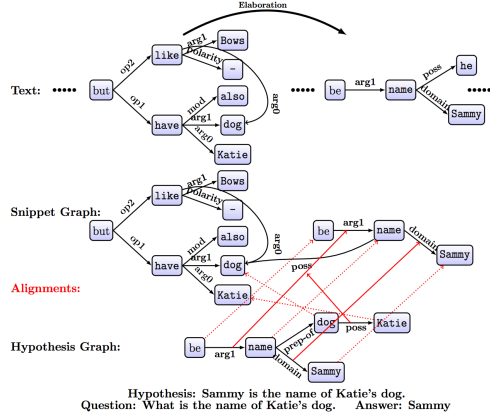 Elaboration
like
arg1
Bows
op2
polarity
-
he
poss
Text:
but
be
arg1
name
domain
Sammy
op1
mod
also
arg0
have
arg1
dog
arg0
Katie
like
arg1
Bows
op2
polarity
-
Snippet Graph:
but
be
arg1
name
domain
Sammy
op1
mod
also
arg0
have
arg1
dog
poss
arg0
Katie
Alignments:
dog
poss
Katie
prep-of
Hypothesis Graph:
be
arg1
name
domain
Sammy
Hypothesis: Sammy is the name of Katie's dog.
Question: What is the name of Katie's dog. Answer: Sammy